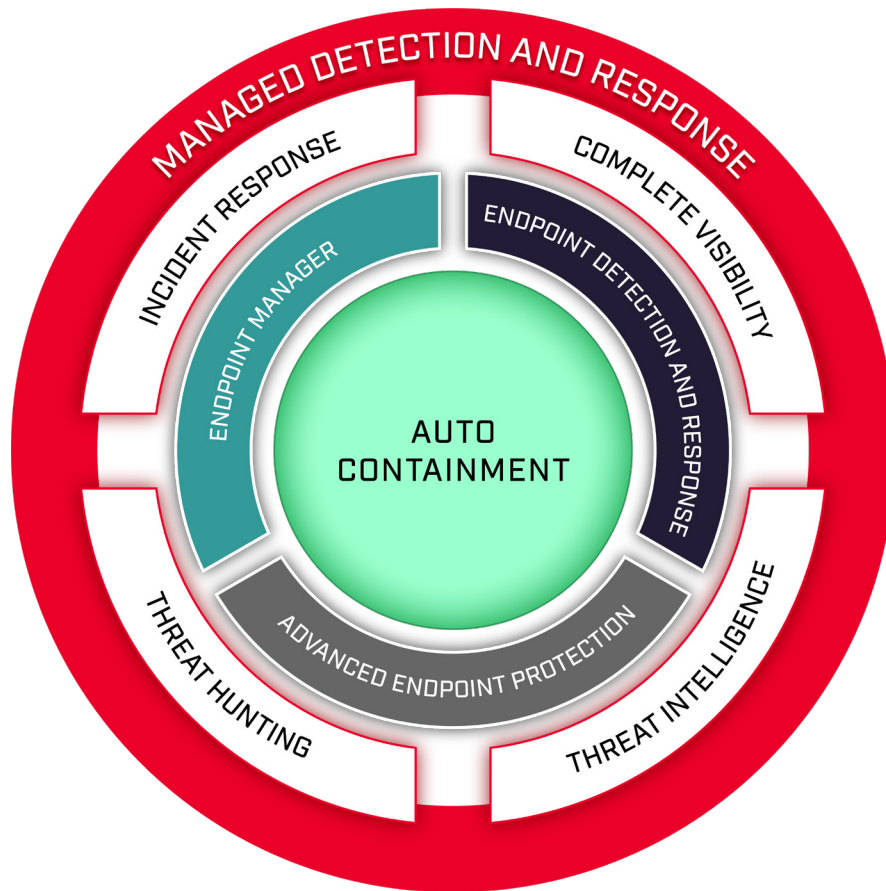 MANAGED DETECTION AND RESPONSE
INCIDENT RESPONSE
COMPLETE VISIBILITY
ENDPOINT MANAGER
ENDPOINT DETECTION AND RESPONSE
AUTO
CONTAINMENT
ADVANCED ENDPOINT PROTECTION
THREAT HUNTING
THREAT INTELLIGENCE